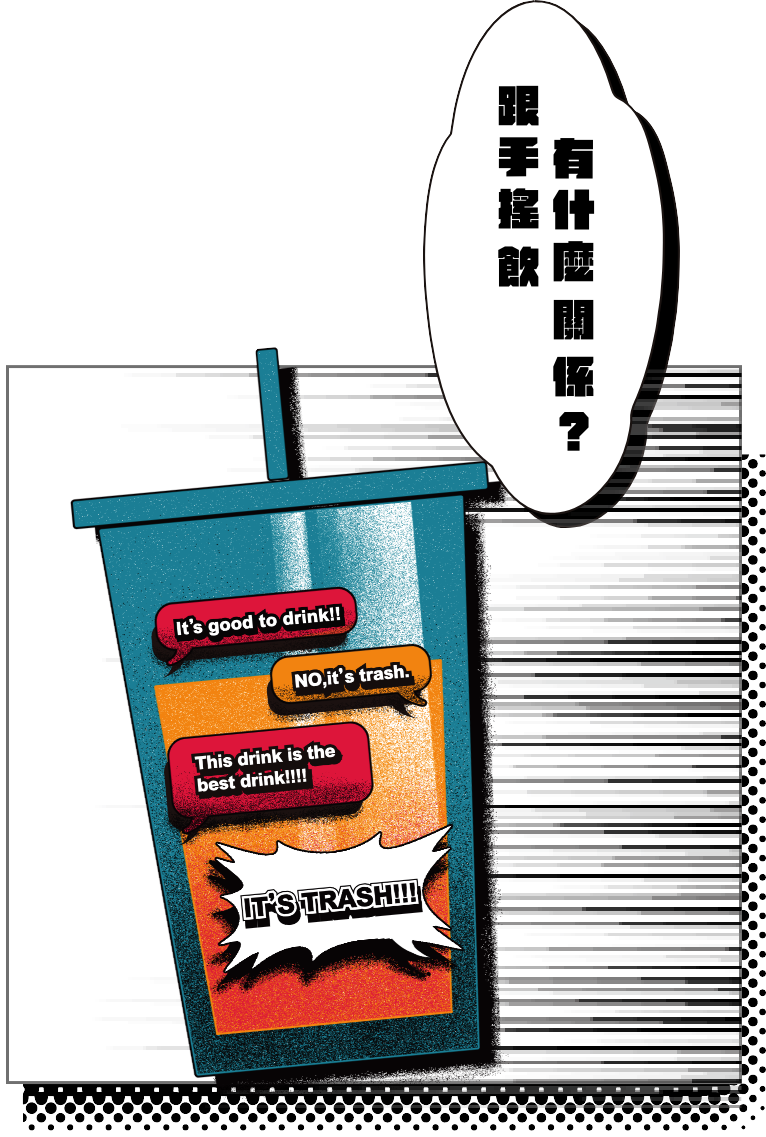 跟手搖飲
有什麼關係?
It's good to drink!!
NO,it's trash.
This drink is the
best drink!!!!
IT'S TRASH!!!